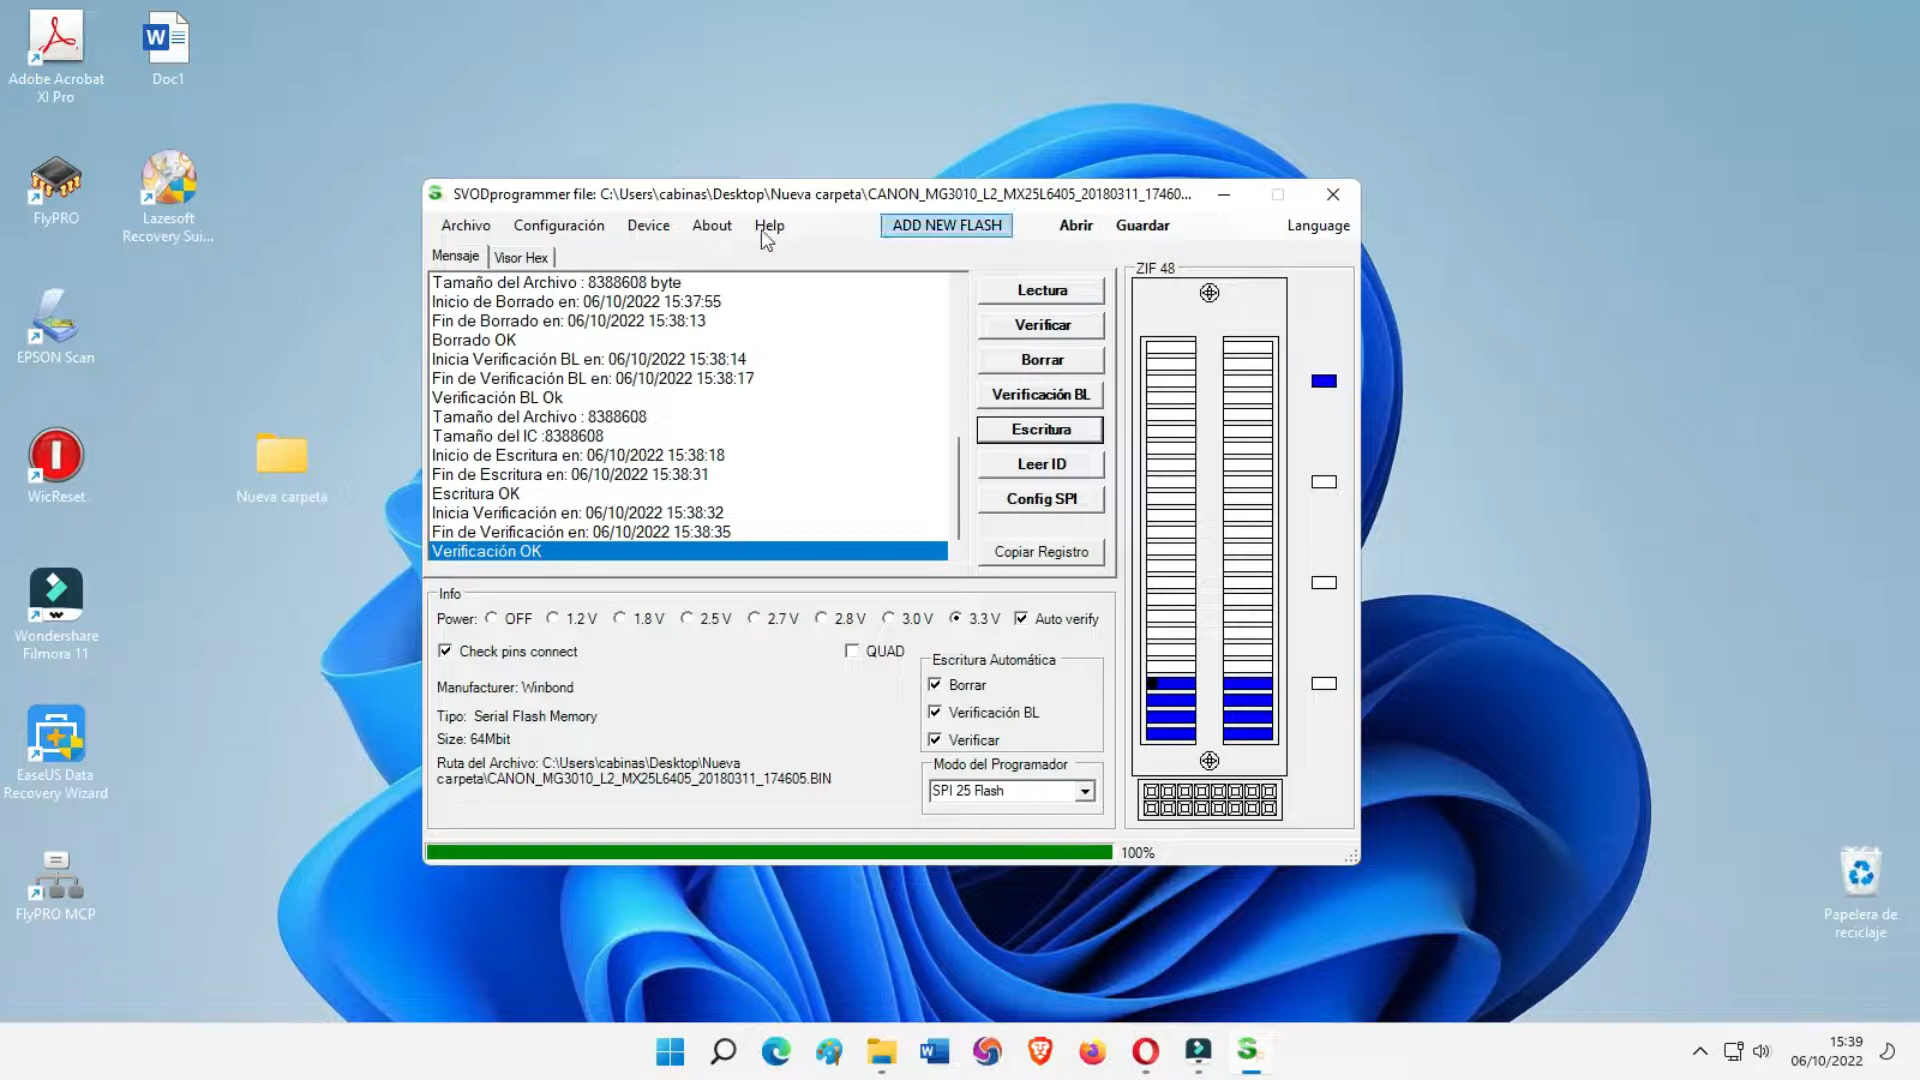 Adobe Acrobat
XI Pro
Doc1
FlyPRO
Lazesoft
Recovery Sui...
EPSON Scan
WicReset
Nueva carpeta
Wondershare
Filmora 11
EaseUS Data
Recovery Wizard
FlyPRO MCP
Papelera de
reciclaje
SVODprogrammer file: C:\Users\cabinas\Desktop\Nueva carpeta\CANON_MG3010_L2_MX25L6405_20180311_17460...
Archivo Configuración Device About Help ADD NEW FLASH Abrir Guardar Language
Mensaje Visor Hex
Tamaño del Archivo : 8388608 byte
Inicio de Borrado en: 06/10/2022 15:37:55
Fin de Borrado en: 06/10/2022 15:38:13
Borrado OK
Inicia Verificación BL en: 06/10/2022 15:38:14
Fin de Verificación BL en: 06/10/2022 15:38:17
Verificación BL Ok
Tamaño del Archivo : 8388608
Tamaño del IC :8388608
Inicio de Escritura en: 06/10/2022 15:38:18
Fin de Escritura en: 06/10/2022 15:38:31
Escritura OK
Inicia Verificación en: 06/10/2022 15:38:32
Fin de Verificación en: 06/10/2022 15:38:35
Verificación OK
Lectura
Verificar
Borrar
Verificación BL
Escritura
Leer ID
Config SPI
Copiar Registro
ZIF 48
Info
Power: OFF 1.2 V 1.8 V 2.5 V 2.7 V 2.8 V 3.0 V 3.3 V Auto verify
Check pins connect QUAD
Manufacturer: Winbond
Tipo: Serial Flash Memory
Size: 64Mbit
Ruta del Archivo: C:\Users\cabinas\Desktop\Nueva
carpeta\CANON_MG3010_L2_MX25L6405_20180311_174605.BIN
Escritura Automática
Borrar
Verificación BL
Verificar
Modo del Programador
SPI 25 Flash
100%
15:39
06/10/2022